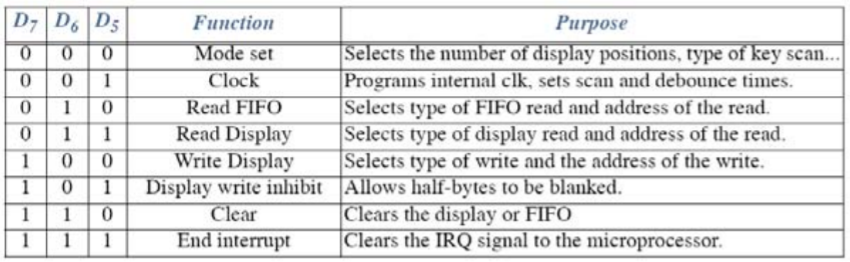 D7 D6 D5 Function Purpose
0 0 0 Mode set Selects the number of display positions, type of key scan...
0 0 1 Clock Programs internal clk, sets scan and debounce times.
0 1 0 Read FIFO Selects type of FIFO read and address of the read.
0 1 1 Read Display Selects type of display read and address of the read.
1 0 0 Write Display Selects type of write and the address of the write.
1 0 1 Display write inhibit Allows half-bytes to be blanked.
1 1 0 Clear Clears the display or FIFO
1 1 1 End interrupt Clears the IRQ signal to the microprocessor.